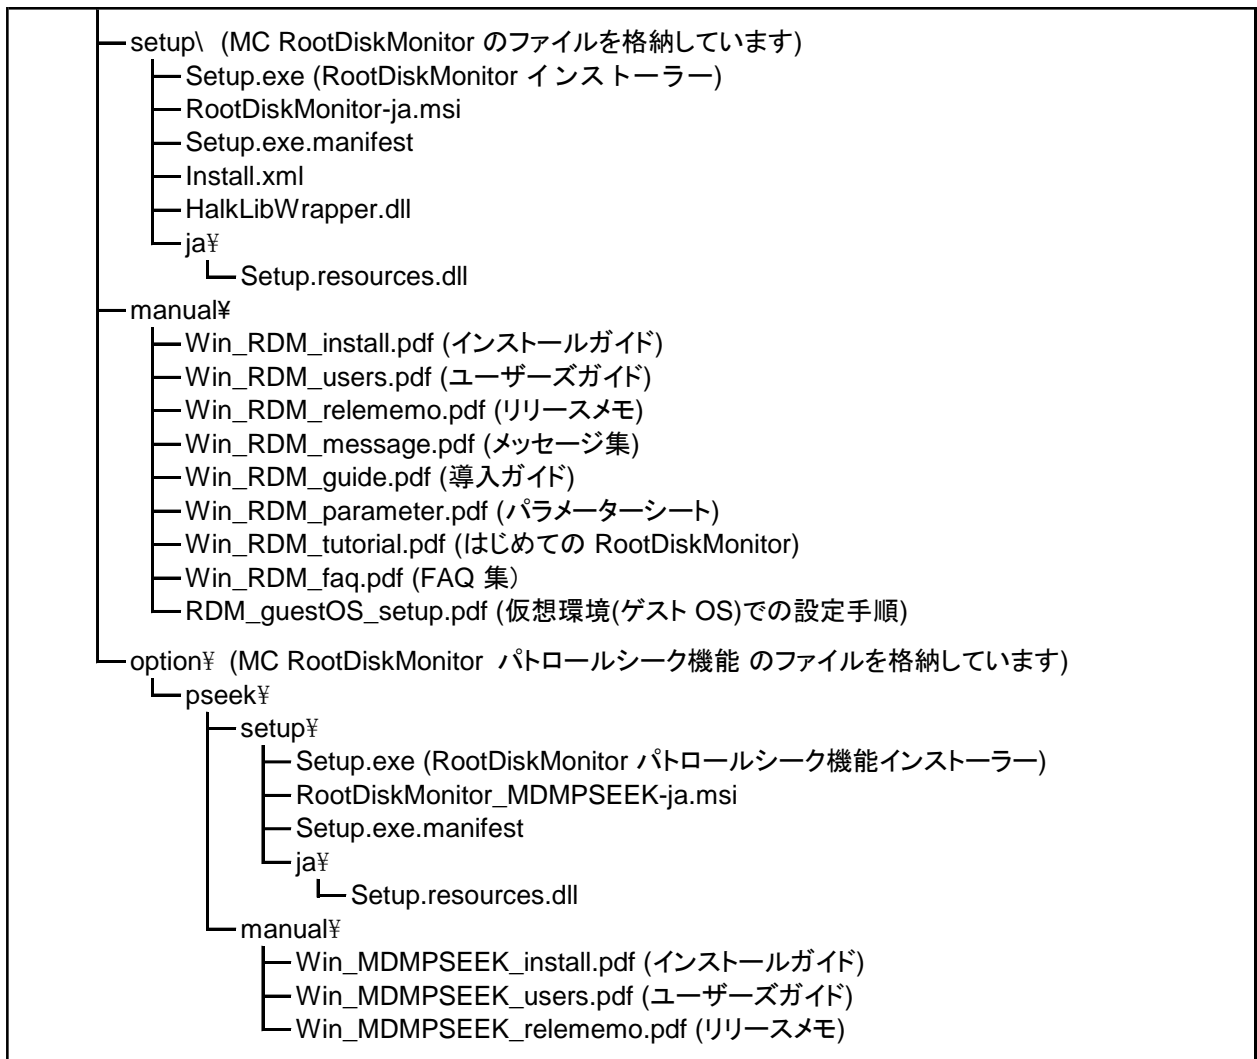 setup\ (MC RootDiskMonitor のファイルを格納しています)
Setup.exe (RootDiskMonitor インストーラー)
RootDiskMonitor-ja.msi
Setup.exe.manifest
Install.xml
HalkLibWrapper.dll
ja¥
Setup.resources.dll
manual¥
Win_RDM_install.pdf (インストールガイド)
Win_RDM_users.pdf (ユーザーズガイド)
Win_RDM_relememo.pdf (リリースメモ)
Win_RDM_message.pdf (メッセージ集)
Win_RDM_guide.pdf (導入ガイド)
Win_RDM_parameter.pdf (パラメーターシート)
Win_RDM_tutorial.pdf (はじめての RootDiskMonitor)
Win_RDM_faq.pdf (FAQ 集)
RDM_guestOS_setup.pdf (仮想環境(ゲスト OS)での設定手順)
option¥ (MC RootDiskMonitor パトロールシーク機能 のファイルを格納しています)
pseek¥
setup¥
Setup.exe (RootDiskMonitor パトロールシーク機能インストーラー)
RootDiskMonitor_MDMPSEEK-ja.msi
Setup.exe.manifest
ja¥
Setup.resources.dll
manual¥
Win_MDMPSEEK_install.pdf (インストールガイド)
Win_MDMPSEEK_users.pdf (ユーザーズガイド)
Win_MDMPSEEK_relememo.pdf (リリースメモ)